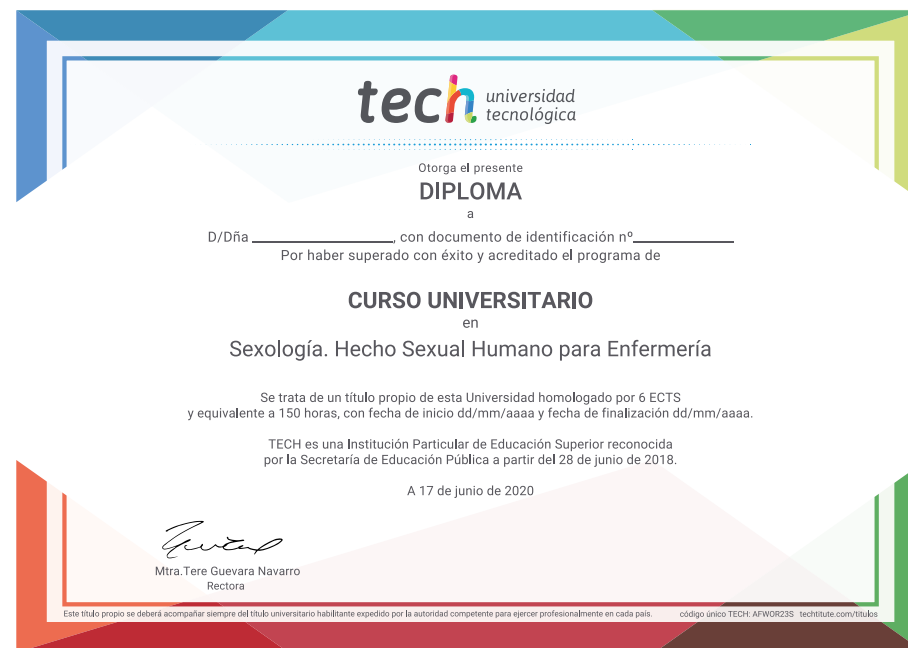 tech universidad
tecnológica
Otorga el presente
DIPLOMA
a
D/Dña ________________, con documento de identificación nº____________
Por haber superado con éxito y acreditado el programa de
CURSO UNIVERSITARIO
en
Sexología. Hecho Sexual Humano para Enfermería
Se trata de un título propio de esta Universidad homologado por 6 ECTS
y equivalente a 150 horas, con fecha de inicio dd/mm/aaaa y fecha de finalización dd/mm/aaaa.
TECH es una Institución Particular de Educación Superior reconocida
por la Secretaría de Educación Pública a partir del 28 de junio de 2018.
A 17 de junio de 2020
Mtra.Tere Guevara Navarro
Rectora
Este título propio se deberá acompañar siempre del título universitario habilitante expedido por la autoridad competente para ejercer profesionalmente en cada país. código único TECH: AFWOR23S techtitute.com/títulos